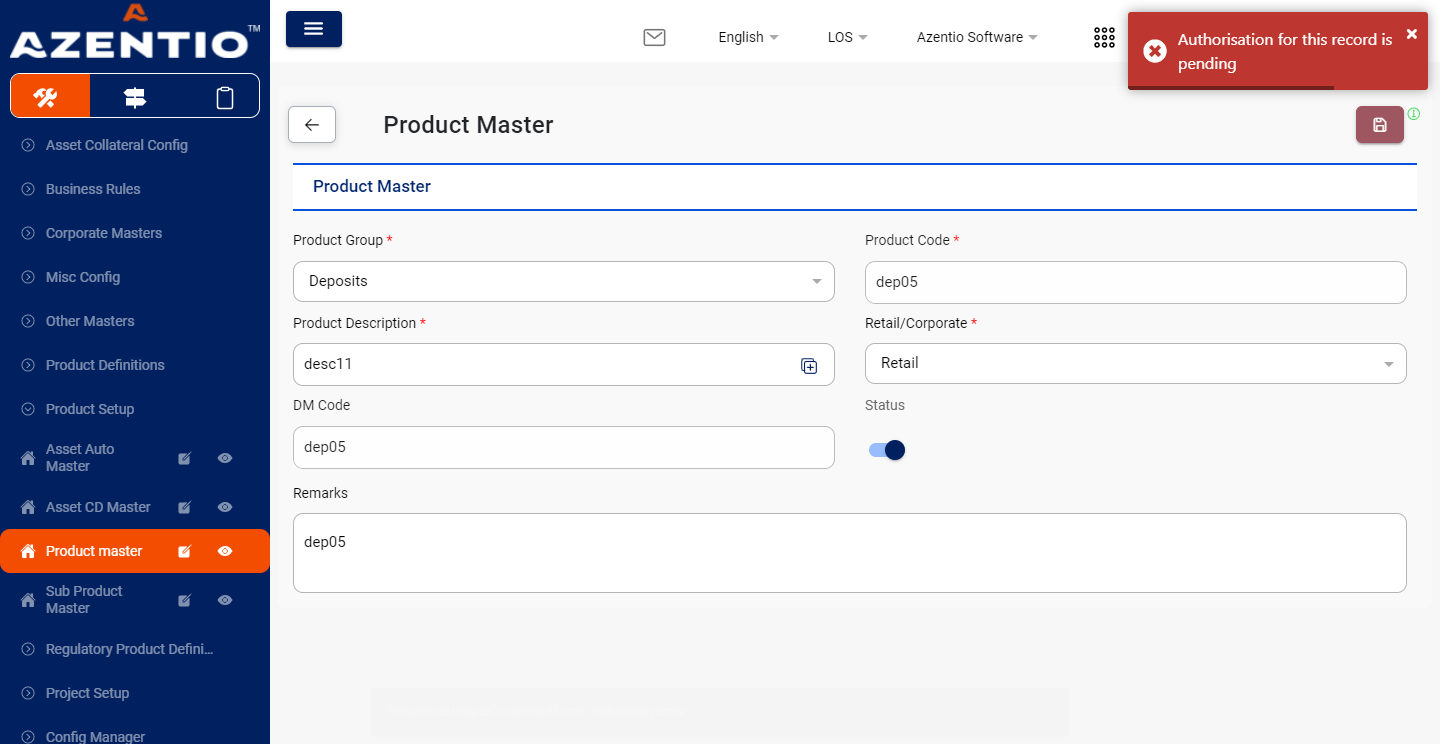 AZENTIO TM
English
LOS
Azentio Software
Authorisation for this record is
pending
Asset Collateral Config
Business Rules
Corporate Masters
Misc Config
Other Masters
Product Definitions
Product Setup
Asset Auto
Master
Asset CD Master
Product master
Sub Product
Master
Regulatory Product Defini...
Project Setup
Config Manager
Product Master
Product Master
Product Group *
Product Code *
Deposits
dep05
Product Description *
Retail/Corporate *
desc11
Retail
DM Code
Status
dep05
Remarks
dep05